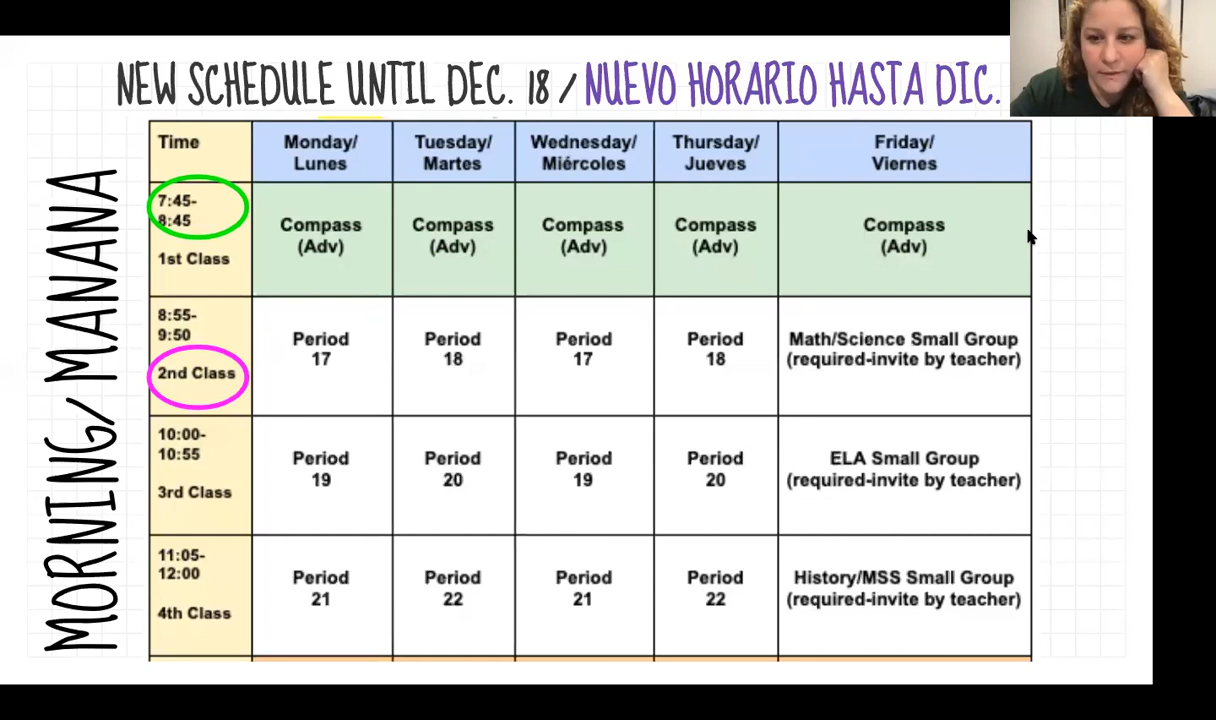 NEW SCHEDULE UNTIL DEC. 18 / NUEVO HORARIO HASTA DIC.
MORNING/ MANANA
Time
Monday/
Lunes
Tuesday/
Martes
Wednesday/
Miércoles
Thursday/
Jueves
Friday/
Viernes
7:45-
8:45
1st Class
Compass
(Adv)
Compass
(Adv)
Compass
(Adv)
Compass
(Adv)
Compass
(Adv)
8:55-
9:50
2nd Class
Period
17
Period
18
Period
17
Period
18
Math/Science Small Group
(required-invite by teacher)
10:00-
10:55
3rd Class
Period
19
Period
20
Period
19
Period
20
ELA Small Group
(required-invite by teacher)
11:05-
12:00
4th Class
Period
21
Period
22
Period
21
Period
22
History/MSS Small Group
(required-invite by teacher)